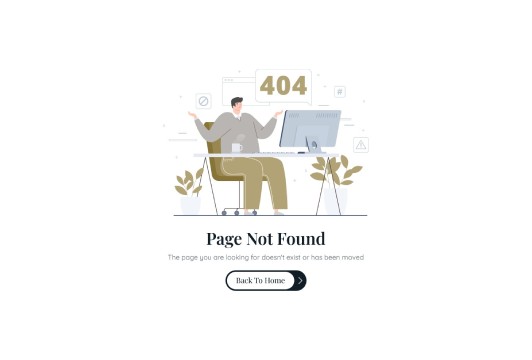 404
#
Page Not Found
The page you are looking for doesn't exist or has been moved
Back To Home